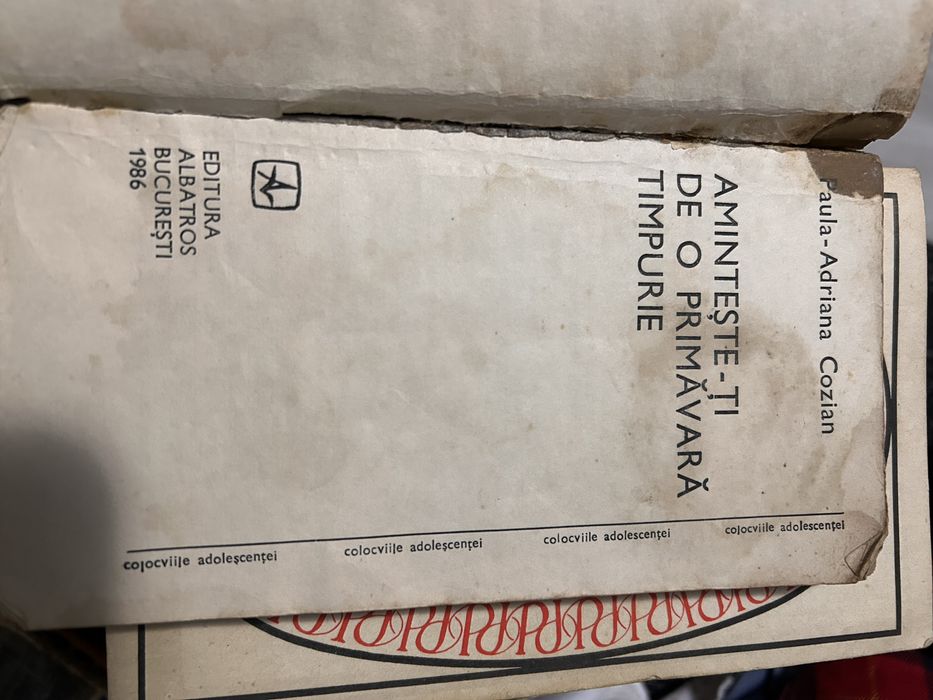 Paula-Adriana Cozian
AMINTEȘTE-ȚI
DE O PRIMĂVARĂ
TIMPURIE
EDITURA
ALBATROS
BUCUREȘTI
1986
colocviile adolescenței
colocviile adolescenței
colocviile adolescenței
colocviile adolescenței